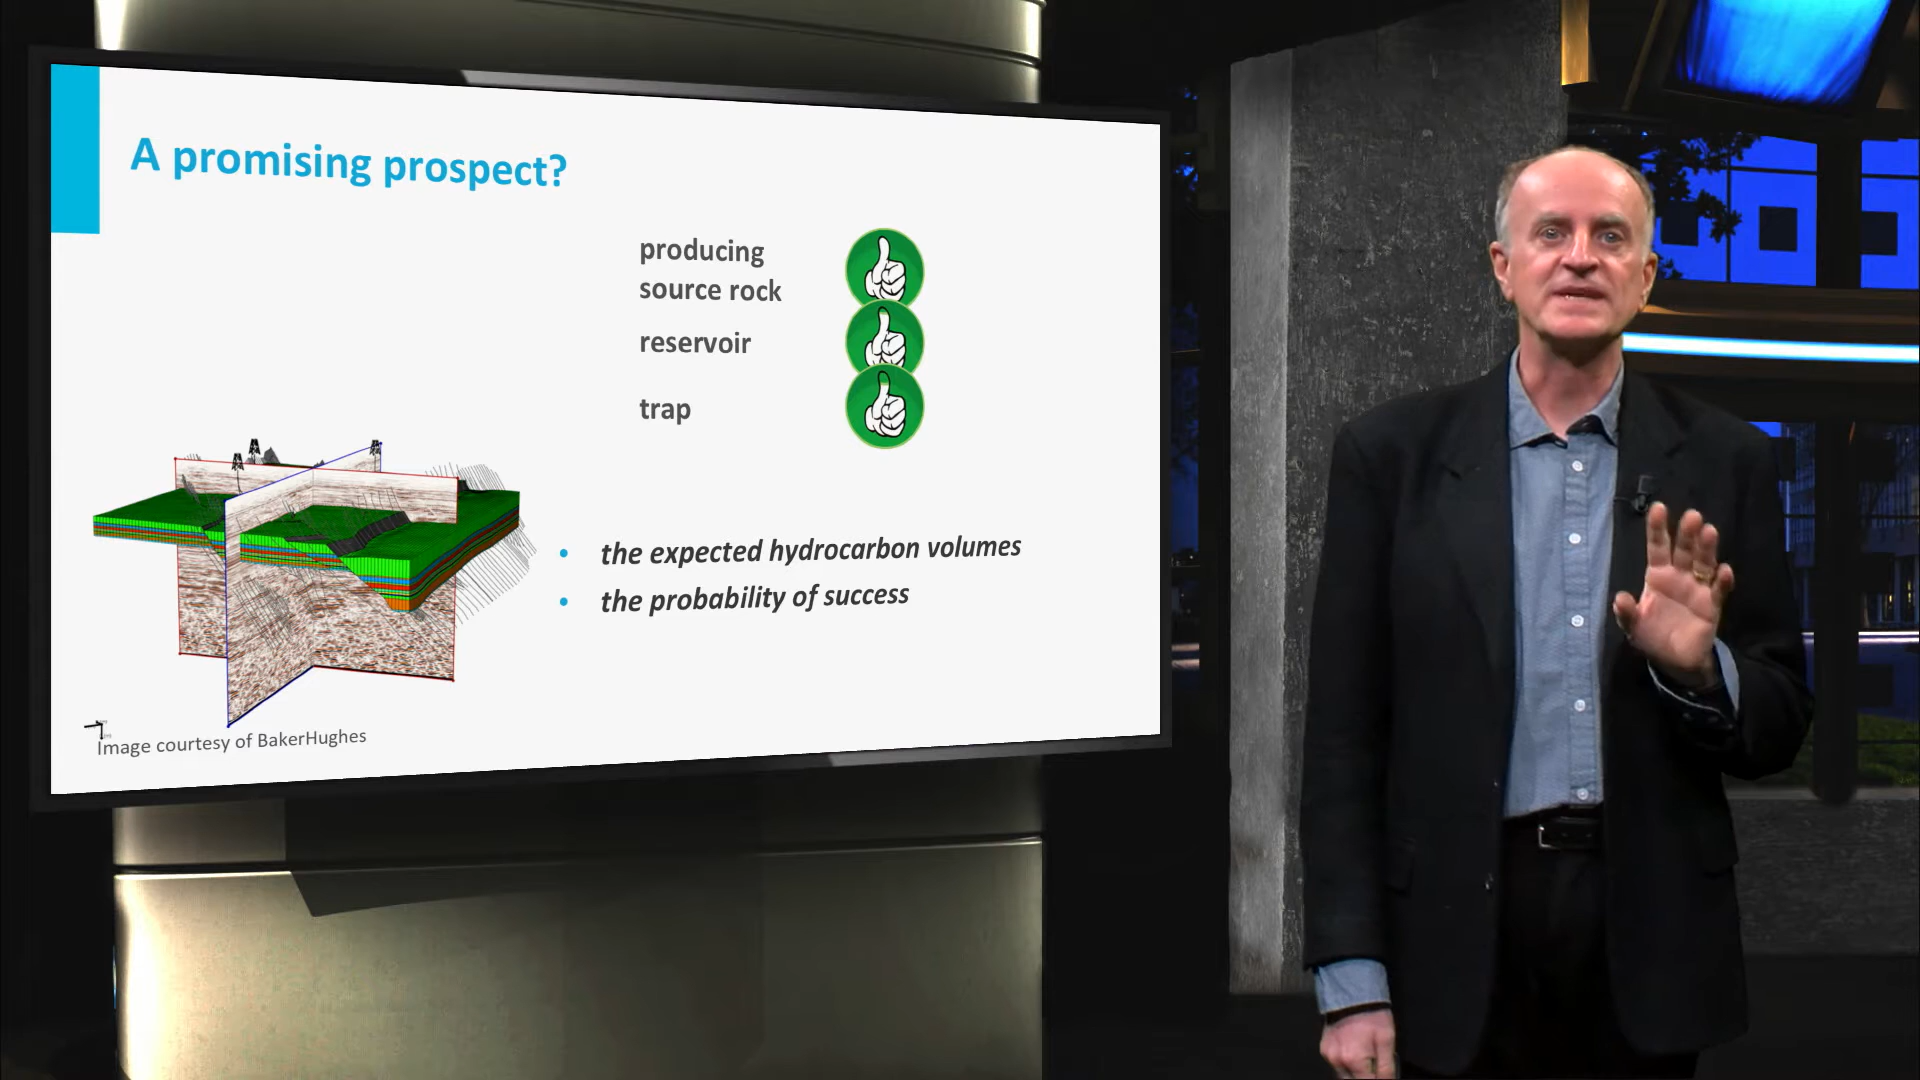 A promising prospect?
producing
source rock
reservoir
trap
• the expected hydrocarbon volumes
• the probability of success
Image courtesy of BakerHughes